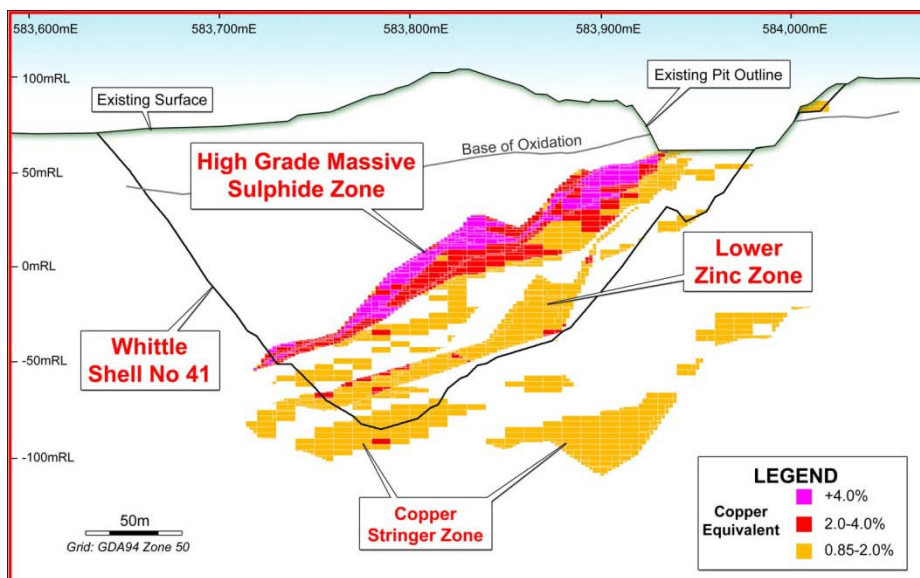 583,600mE
583,700mE
583,800mE
583,900mE
584,000mE
100mRL
50mRL
0mRL
-50mRL
-100mRL
Existing Surface
Existing Pit Outline
Base of Oxidation
High Grade Massive
Sulphide Zone
Lower
Zinc Zone
Whittle
Shell No 41
Copper
Stringer Zone
50m
Grid: GDA94 Zone 50
LEGEND
Copper
Equivalent
+4.0%
2.0-4.0%
0.85-2.0%